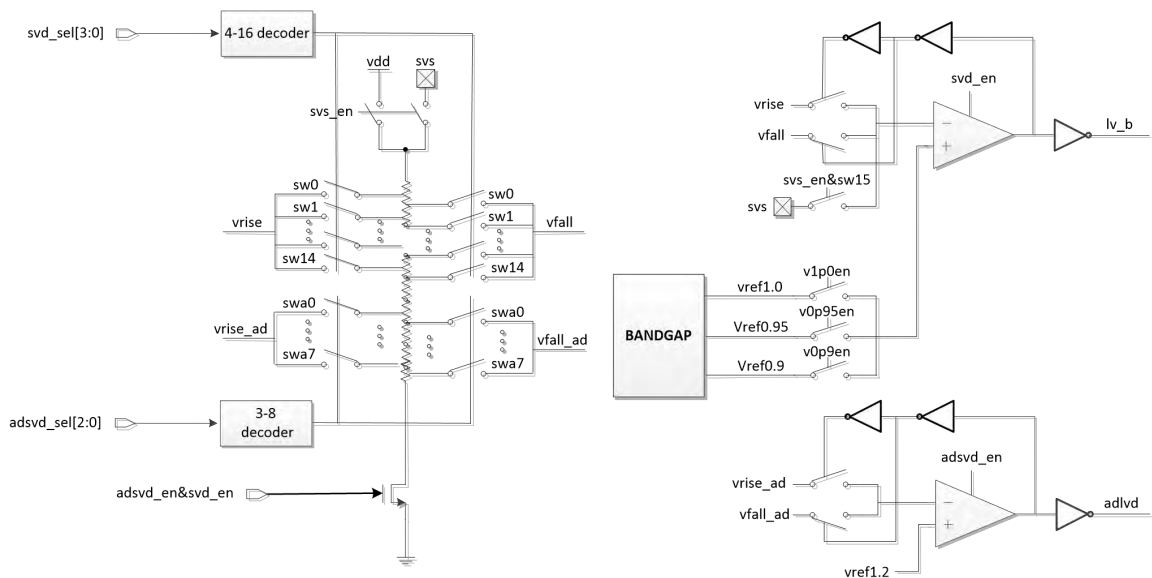 svd_sel[3:0]
4-16 decoder
vdd
svs
svs_en
sw0
sw1
sw14
vrise
sw0
sw1
sw14
vfall
swa0
swa7
vrise_ad
swa0
swa7
vfall_ad
adsvd_sel[2:0]
3-8
decoder
adsvd_en&svd_en
svd_en
vrise
vfall
−
+
lv_b
svs_en&sw15
svs
BANDGAP
vref1.0
v1p0en
Vref0.95
v0p95en
Vref0.9
v0p9en
adsvd_en
vrise_ad
vfall_ad
−
+
adlvd
vref1.2